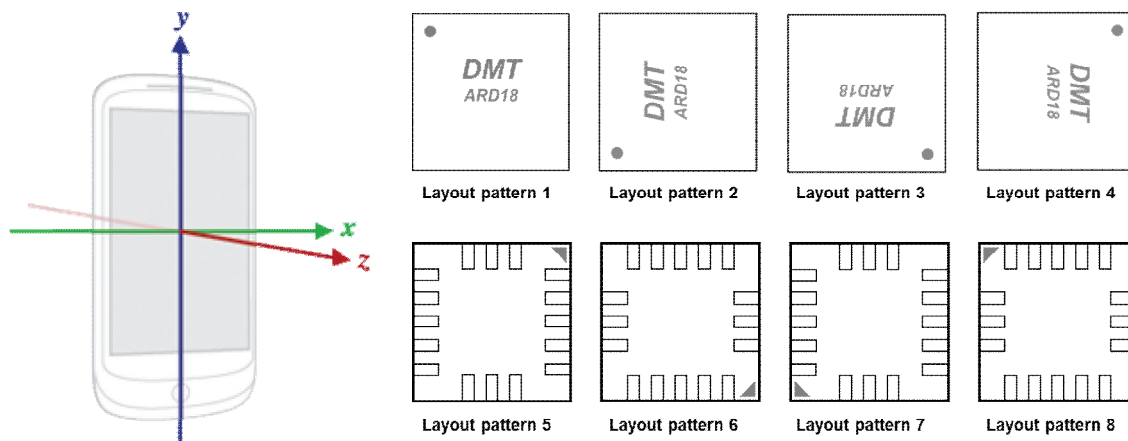 y
x
z
DMT
ARD18
Layout pattern 1
DMT
ARD18
Layout pattern 2
DMT
ARD18
Layout pattern 3
DMT
ARD18
Layout pattern 4
Layout pattern 5
Layout pattern 6
Layout pattern 7
Layout pattern 8